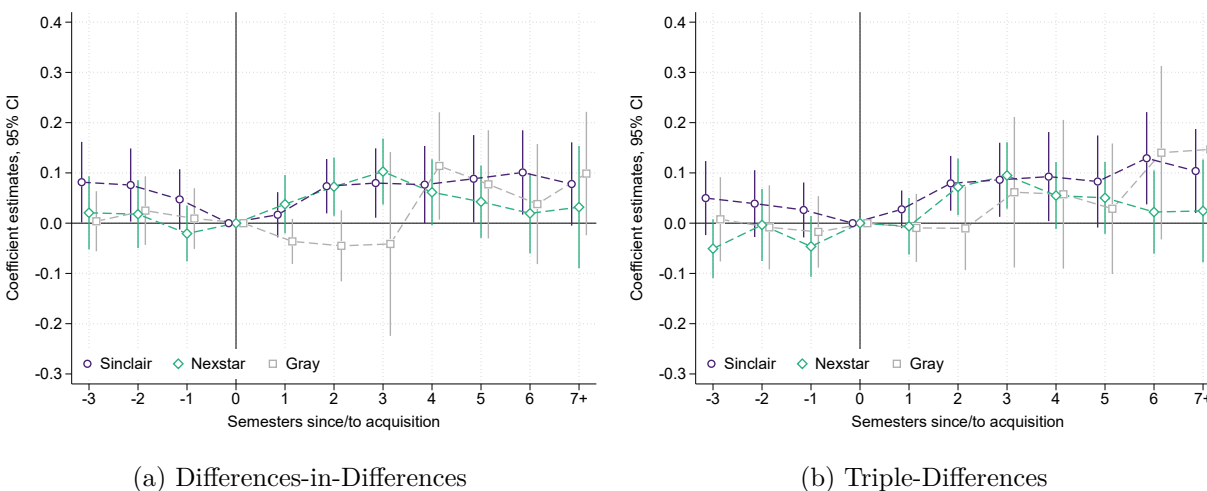 0.4
0.3
0.2
0.1
0.0
-0.1
-0.2
-0.3
Coefficient estimates, 95% CI
Sinclair Nexstar Gray
-3 -2 -1 0 1 2 3 4 5 6 7+
Semesters since/to acquisition
(a) Differences-in-Differences
0.4
0.3
0.2
0.1
0.0
-0.1
-0.2
-0.3
Coefficient estimates, 95% CI
Sinclair Nexstar Gray
-3 -2 -1 0 1 2 3 4 5 6 7+
Semesters since/to acquisition
(b) Triple-Differences